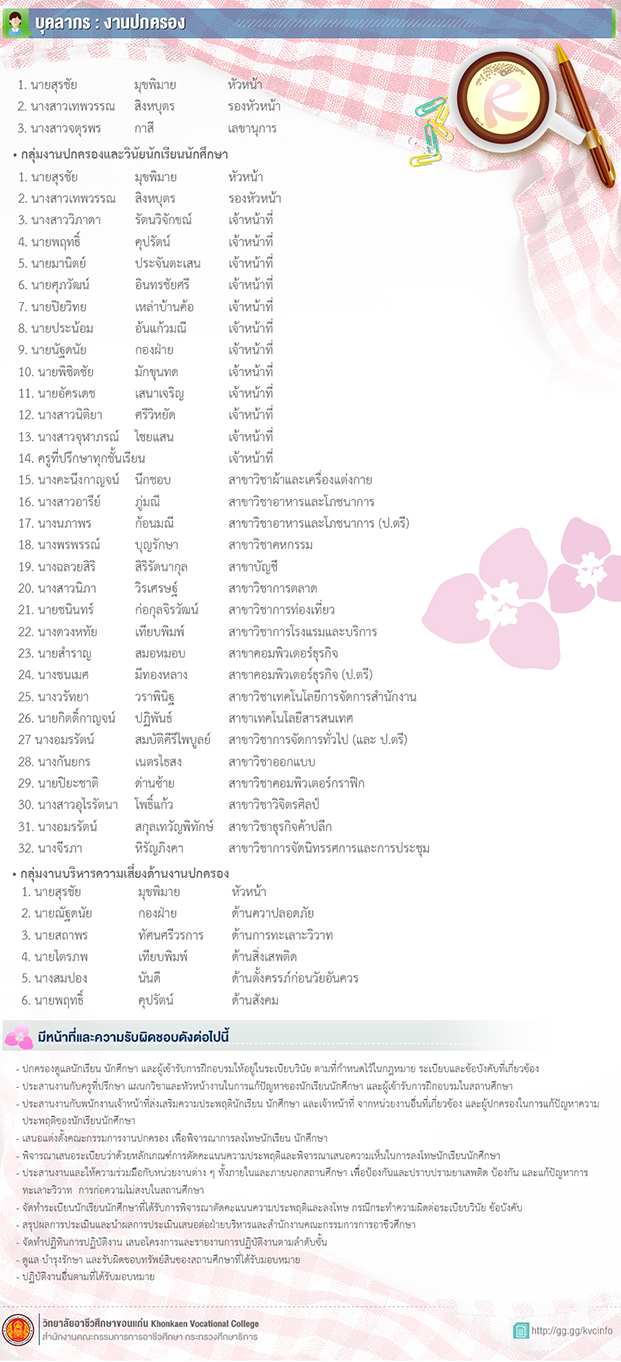 บุคลากร : งานปกครอง
R
1. นายสุรชัย มุขพิมาย หัวหน้า
2. นางสาวเทพวรรณ สิงหบุตร รองหัวหน้า
3. นางสาวจตุรพร กาสี เลขานุการ
• กลุ่มงานปกครองและวินัยนักเรียนนักศึกษา
1. นายสุรชัย มุขพิมาย หัวหน้า
2. นางสาวเทพวรรณ สิงหบุตร รองหัวหน้า
3. นางสาววิภาดา รัตนวิจักขณ์ เจ้าหน้าที่
4. นายพฤทธิ์ คุปรัตน์ เจ้าหน้าที่
5. นายมานิตย์ ประจันตะเสน เจ้าหน้าที่
6. นายศุภวัฒน์ อินทรชัยศรี เจ้าหน้าที่
7. นายปิยวิทย เหล่าบ้านค้อ เจ้าหน้าที่
8. นายประน้อม อ้นแก้วมณี เจ้าหน้าที่
9. นายนัฐดนัย กองฝ่าย เจ้าหน้าที่
10. นายพิชิตชัย มักขุนทด เจ้าหน้าที่
11. นายอัครเดช เสนาเจริญ เจ้าหน้าที่
12. นางสาวนิติยา ศรีวิหยัด เจ้าหน้าที่
13. นางสาวจุฬาภรณ์ ไชยแสน เจ้าหน้าที่
14. ครูที่ปรึกษาทุกชั้นเรียน เจ้าหน้าที่
15. นางคะนึงกาญจน์ นึกชอบ สาขาวิชาผ้าและเครื่องแต่งกาย
16. นางสาวอารีย์ ภู่มณี สาขาวิชาอาหารและโภชนาการ
17. นางนภาพร ก้อนมณี สาขาวิชาอาหารและโภชนาการ (ป.ตรี)
18. นางพรพรรณ์ บุญรักษา สาขาวิชาคหกรรม
19. นางฉลวยสิริ สิริรัตนากุล สาขาบัญชี
20. นางสาวนิภา วิรเศรษฐ์ สาขาวิชาการตลาด
21. นายชนินทร์ ก่อกุลจิรวัฒน์ สาขาวิชาการท่องเที่ยว
22. นางดวงหทัย เทียบพิมพ์ สาขาวิชาการโรงแรมและบริการ
23. นายสำราญ สมอหมอบ สาขาคอมพิวเตอร์ธุรกิจ
24. นางชนเมศ มีทองหลาง สาขาคอมพิวเตอร์ธุรกิจ (ป.ตรี)
25. นางวรัทยา วราพินิฐ สาขาวิชาเทคโนโลยีการจัดการสำนักงาน
26. นายกิตติ์กาญจน์ ปฏิพันธ์ สาขาเทคโนโลยีสารสนเทศ
27 นางอมรรัตน์ สมบัติคีรีไพบูลย์ สาขาวิชาการจัดการทั่วไป (และ ป.ตรี)
28. นางกันยกร เนตรไธสง สาขาวิชาออกแบบ
29. นายปิยะชาติ ด่านซ้าย สาขาวิชาคอมพิวเตอร์กราฟิก
30. นางสาวอุไรรัตนา โพธิ์แก้ว สาขาวิชาวิจิตรศิลป์
31. นางอมรรัตน์ สกุลเทวัญพิทักษ์ สาขาวิชาธุรกิจค้าปลีก
32. นางจีรภา หิรัญภิงคา สาขาวิชาการจัดนิทรรศการและการประชุม
• กลุ่มงานบริหารความเสี่ยงด้านงานปกครอง
1. นายสุรชัย มุขพิมาย หัวหน้า
2. นายณัฐดนัย กองฝ่าย ด้านควาปลอดภัย
3. นายสถาพร ทัศนศรีวรการ ด้านการทะเลาะวิวาท
4. นายไตรภพ เทียบพิมพ์ ด้านสิ่งเสพติด
5. นางสมปอง นันดี ด้านตั้งครรภ์ก่อนวัยอันควร
6. นายพฤทธิ์ คุปรัตน์ ด้านสังคม
มีหน้าที่และความรับผิดชอบดังต่อไปนี้
- ปกครองดูแลนักเรียน นักศึกษา และผู้เข้ารับการฝึกอบรมให้อยู่ในระเบียบวินัย ตามที่กำหนดไว้ในกฎหมาย ระเบียบและข้อบังคับที่เกี่ยวข้อง
- ประสานงานกับครูที่ปรึกษา แผนกวิชาและหัวหน้างานในการแก้ปัญหาของนักเรียนนักศึกษา และผู้เข้ารับการฝึกอบรมในสถานศึกษา
- ประสานงานกับพนักงานเจ้าหน้าที่ส่งเสริมความประพฤตินักเรียน นักศึกษา และเจ้าหน้าที่ จากหน่วยงานอื่นที่เกี่ยวข้อง และผู้ปกครองในการแก้ปัญหาความ
ประพฤติของนักเรียนนักศึกษา
- เสนอแต่งตั้งคณะกรรมการงานปกครอง เพื่อพิจารณาการลงโทษนักเรียน นักศึกษา
- พิจารณาเสนอระเบียบว่าด้วยหลักเกณฑ์การตัดคะแนนความประพฤติและพิจารณาเสนอความเห็นในการลงโทษนักเรียนนักศึกษา
- ประสานงานและให้ความร่วมมือกับหน่วยงานต่าง ๆ ทั้งภายในและภายนอกสถานศึกษา เพื่อป้องกันและปราบปรามยาเสพติด ป้องกัน และแก้ปัญหาการ
ทะเลาะวิวาท การก่อความไม่สงบในสถานศึกษา
- จัดทำระเบียนนักเรียนนักศึกษาที่ได้รับการพิจารณาตัดคะแนนความประพฤติและลงโทษ กรณีกระทำความผิดต่อระเบียบวินัย ข้อบังคับ
- สรุปผลการประเมินและนำผลการประเมินเสนอต่อฝ่ายบริหารและสำนักงานคณะกรรมการการอาชีวศึกษา
- จัดทำปฏิทินการปฏิบัติงาน เสนอโครงการและรายงานการปฏิบัติงานตามลำดับขั้น
- ดูแล บำรุงรักษา และรับผิดชอบทรัพย์สินของสถานศึกษาที่ได้รับมอบหมาย
- ปฏิบัติงานอื่นตามที่ได้รับมอบหมาย
วิทยาลัยอาชีวศึกษาขอนแก่น Khonkaen Vocational College
สำนักงานคณะกรรมการการอาชีวศึกษา กระทรวงศึกษาธิการ
http://gg.gg/kvcinfo